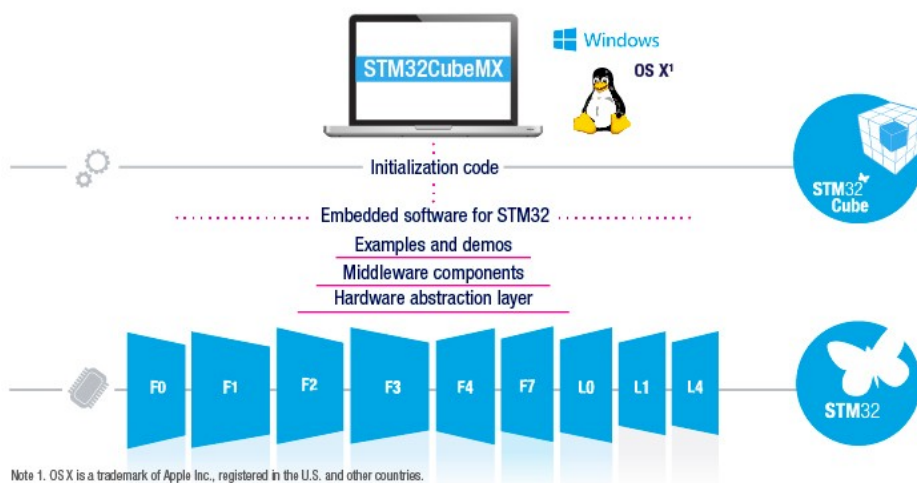 STM32CubeMX
Windows
OS X¹
Initialization code
STM32
Cube
Embedded software for STM32
Examples and demos
Middleware components
Hardware abstraction layer
F0 F1 F2 F3 F4 F7 L0 L1 L4
STM32
Note 1. OS X is a trademark of Apple Inc., registered in the U.S. and other countries.